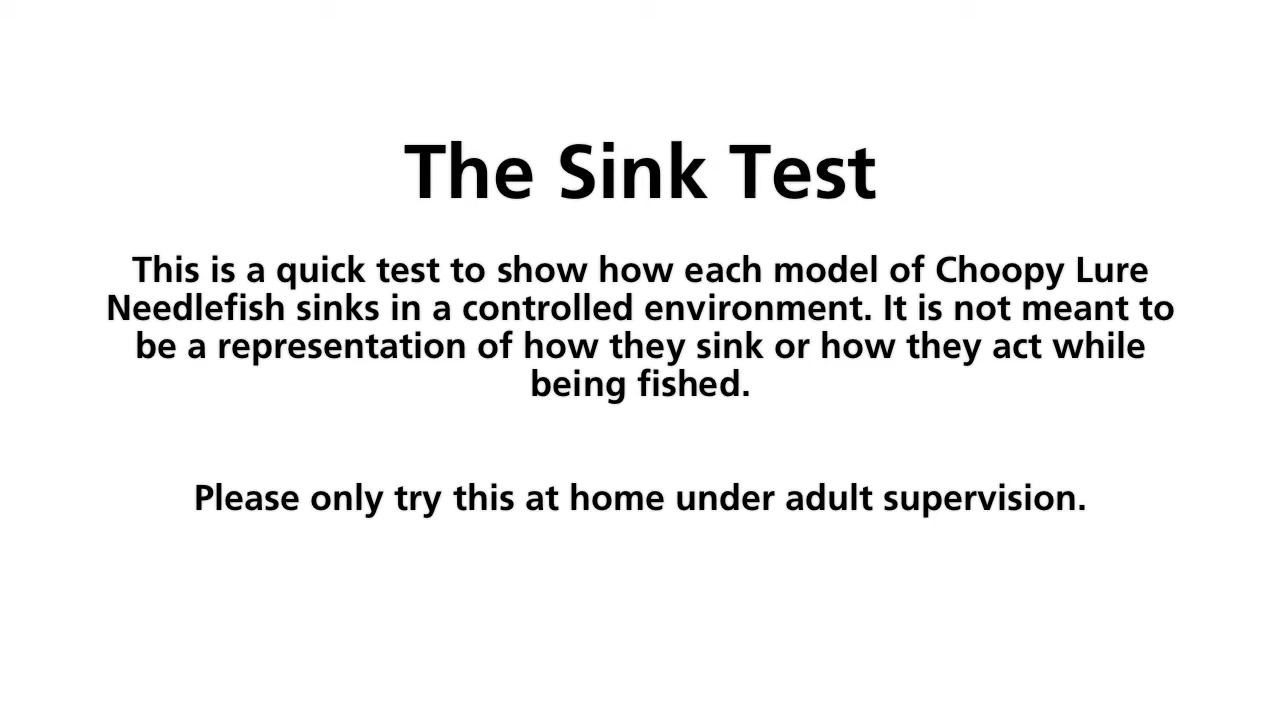 The Sink Test
This is a quick test to show how each model of Choopy Lure
Needlefish sinks in a controlled environment. It is not meant to
be a representation of how they sink or how they act while
being fished.
Please only try this at home under adult supervision.